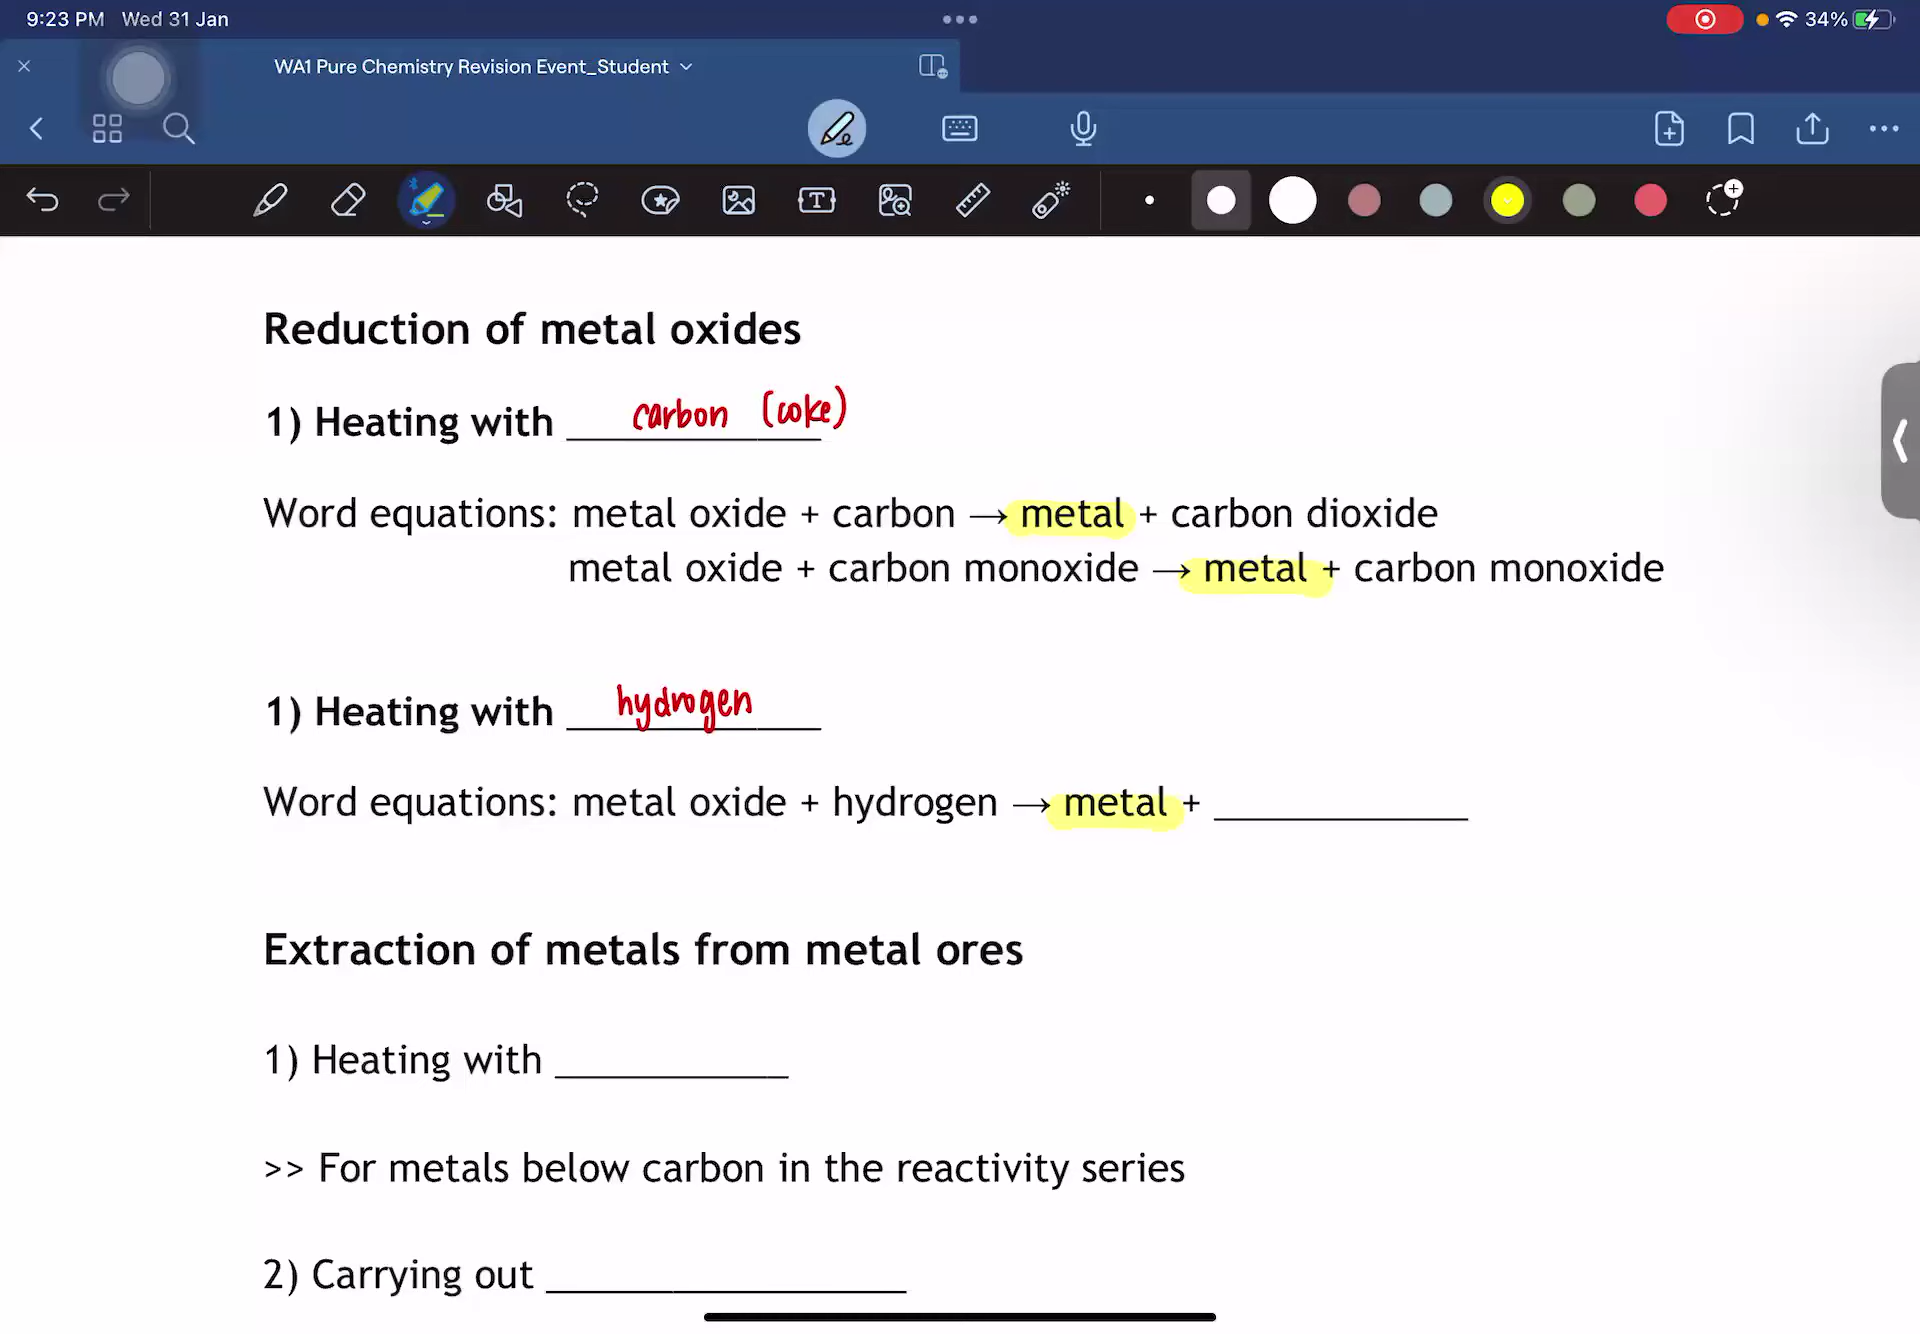 9:23 PM Wed 31 Jan
34%
WA1 Pure Chemistry Revision Event_Student
Reduction of metal oxides
1) Heating with carbon (coke)
Word equations: metal oxide + carbon → metal + carbon dioxide
metal oxide + carbon monoxide → metal + carbon monoxide
1) Heating with hydrogen
Word equations: metal oxide + hydrogen → metal + ____________
Extraction of metals from metal ores
1) Heating with ___________
>> For metals below carbon in the reactivity series
2) Carrying out _________________